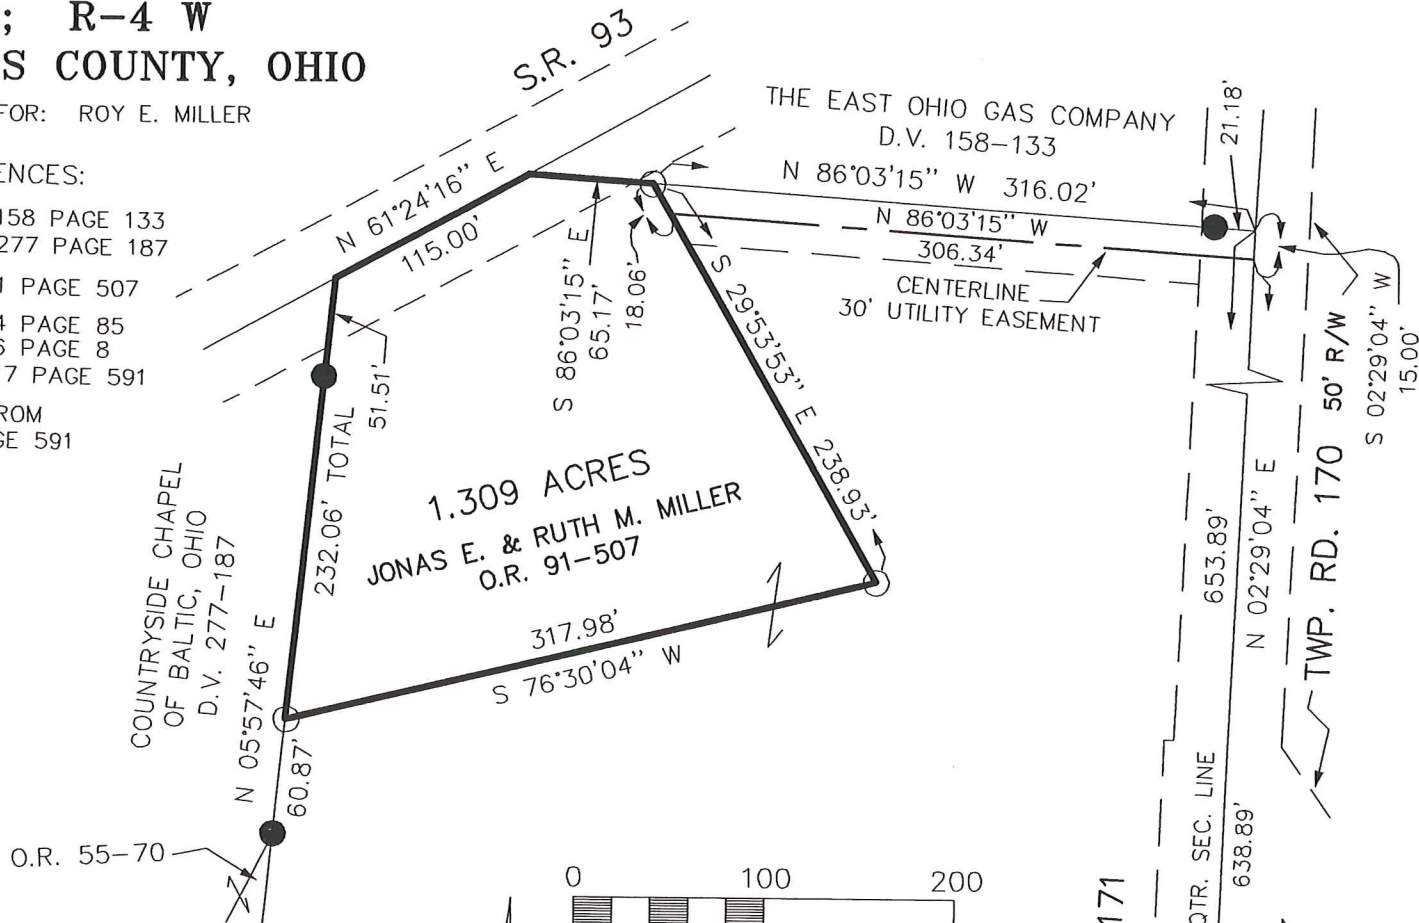 ; R-4 W
S COUNTY, OHIO
FOR: ROY E. MILLER
ENCES:
158 PAGE 133
277 PAGE 187
1 PAGE 507
4 PAGE 85
6 PAGE 8
17 PAGE 591
ROM
GE 591
S.R. 93
THE EAST OHIO GAS COMPANY
D.V. 158-133
N 86°03'15" W 316.02'
21.18'
N 86°03'15" W
306.34'
CENTERLINE
30' UTILITY EASEMENT
N 61°24'16" E
115.00'
S 86°03'15" E
65.17'
18.06'
S 29°53'53" E 238.93'
51.51'
232.06' TOTAL
1.309 ACRES
JONAS E. & RUTH M. MILLER
O.R. 91-507
317.98'
S 76°30'04" W
COUNTRYSIDE CHAPEL
OF BALTIC, OHIO
D.V. 277-187
N 05°57'46" E
60.87'
O.R. 55-70
0 100 200
S 02°29'04" W
15.00'
TWP. RD. 170 50' R/W
653.89'
N 02°29'04" E
QTR. SEC. LINE
638.89'
171